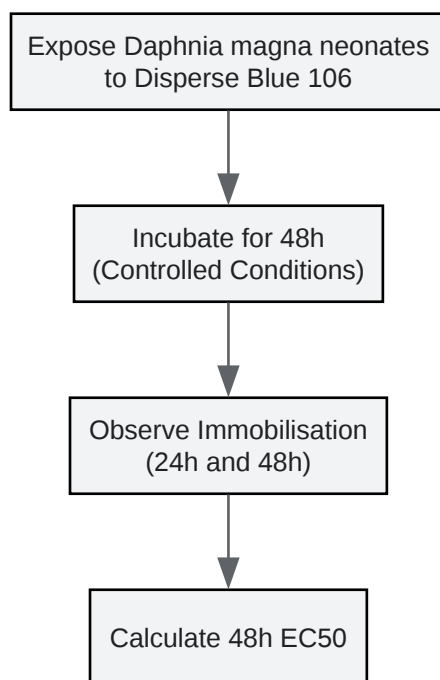 Expose Daphnia magna neonates
to Disperse Blue 106
Incubate for 48h
(Controlled Conditions)
Observe Immobilisation
(24h and 48h)
Calculate 48h EC50